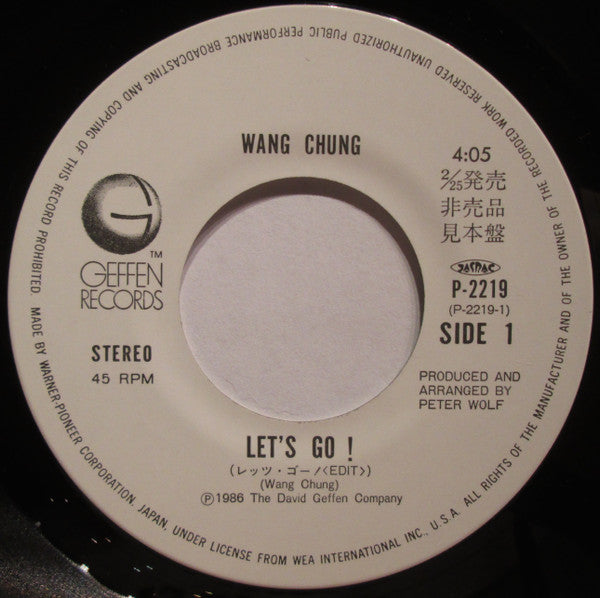 WANG CHUNG
4:05
2/25発売
非売品
見本盤
JASRAC
P-2219
(P-2219-1)
SIDE 1
G
TM
GEFFEN
RECORDS
STEREO
45 RPM
PRODUCED AND
ARRANGED BY
PETER WOLF
LET'S GO !
(レッツ・ゴー!〈EDIT〉)
(Wang Chung)
Ⓟ1986 The David Geffen Company
MADE BY WARNER-PIONEER CORPORATION, JAPAN, UNDER LICENSE FROM WEA INTERNATIONAL INC., U.S.A. ALL RIGHTS OF THE MANUFACTURER AND OF THE OWNER OF THE RECORDED WORK RESERVED UNAUTHORIZED PUBLIC PERFORMANCE BROADCASTING AND COPYING OF THIS RECORD PROHIBITED.